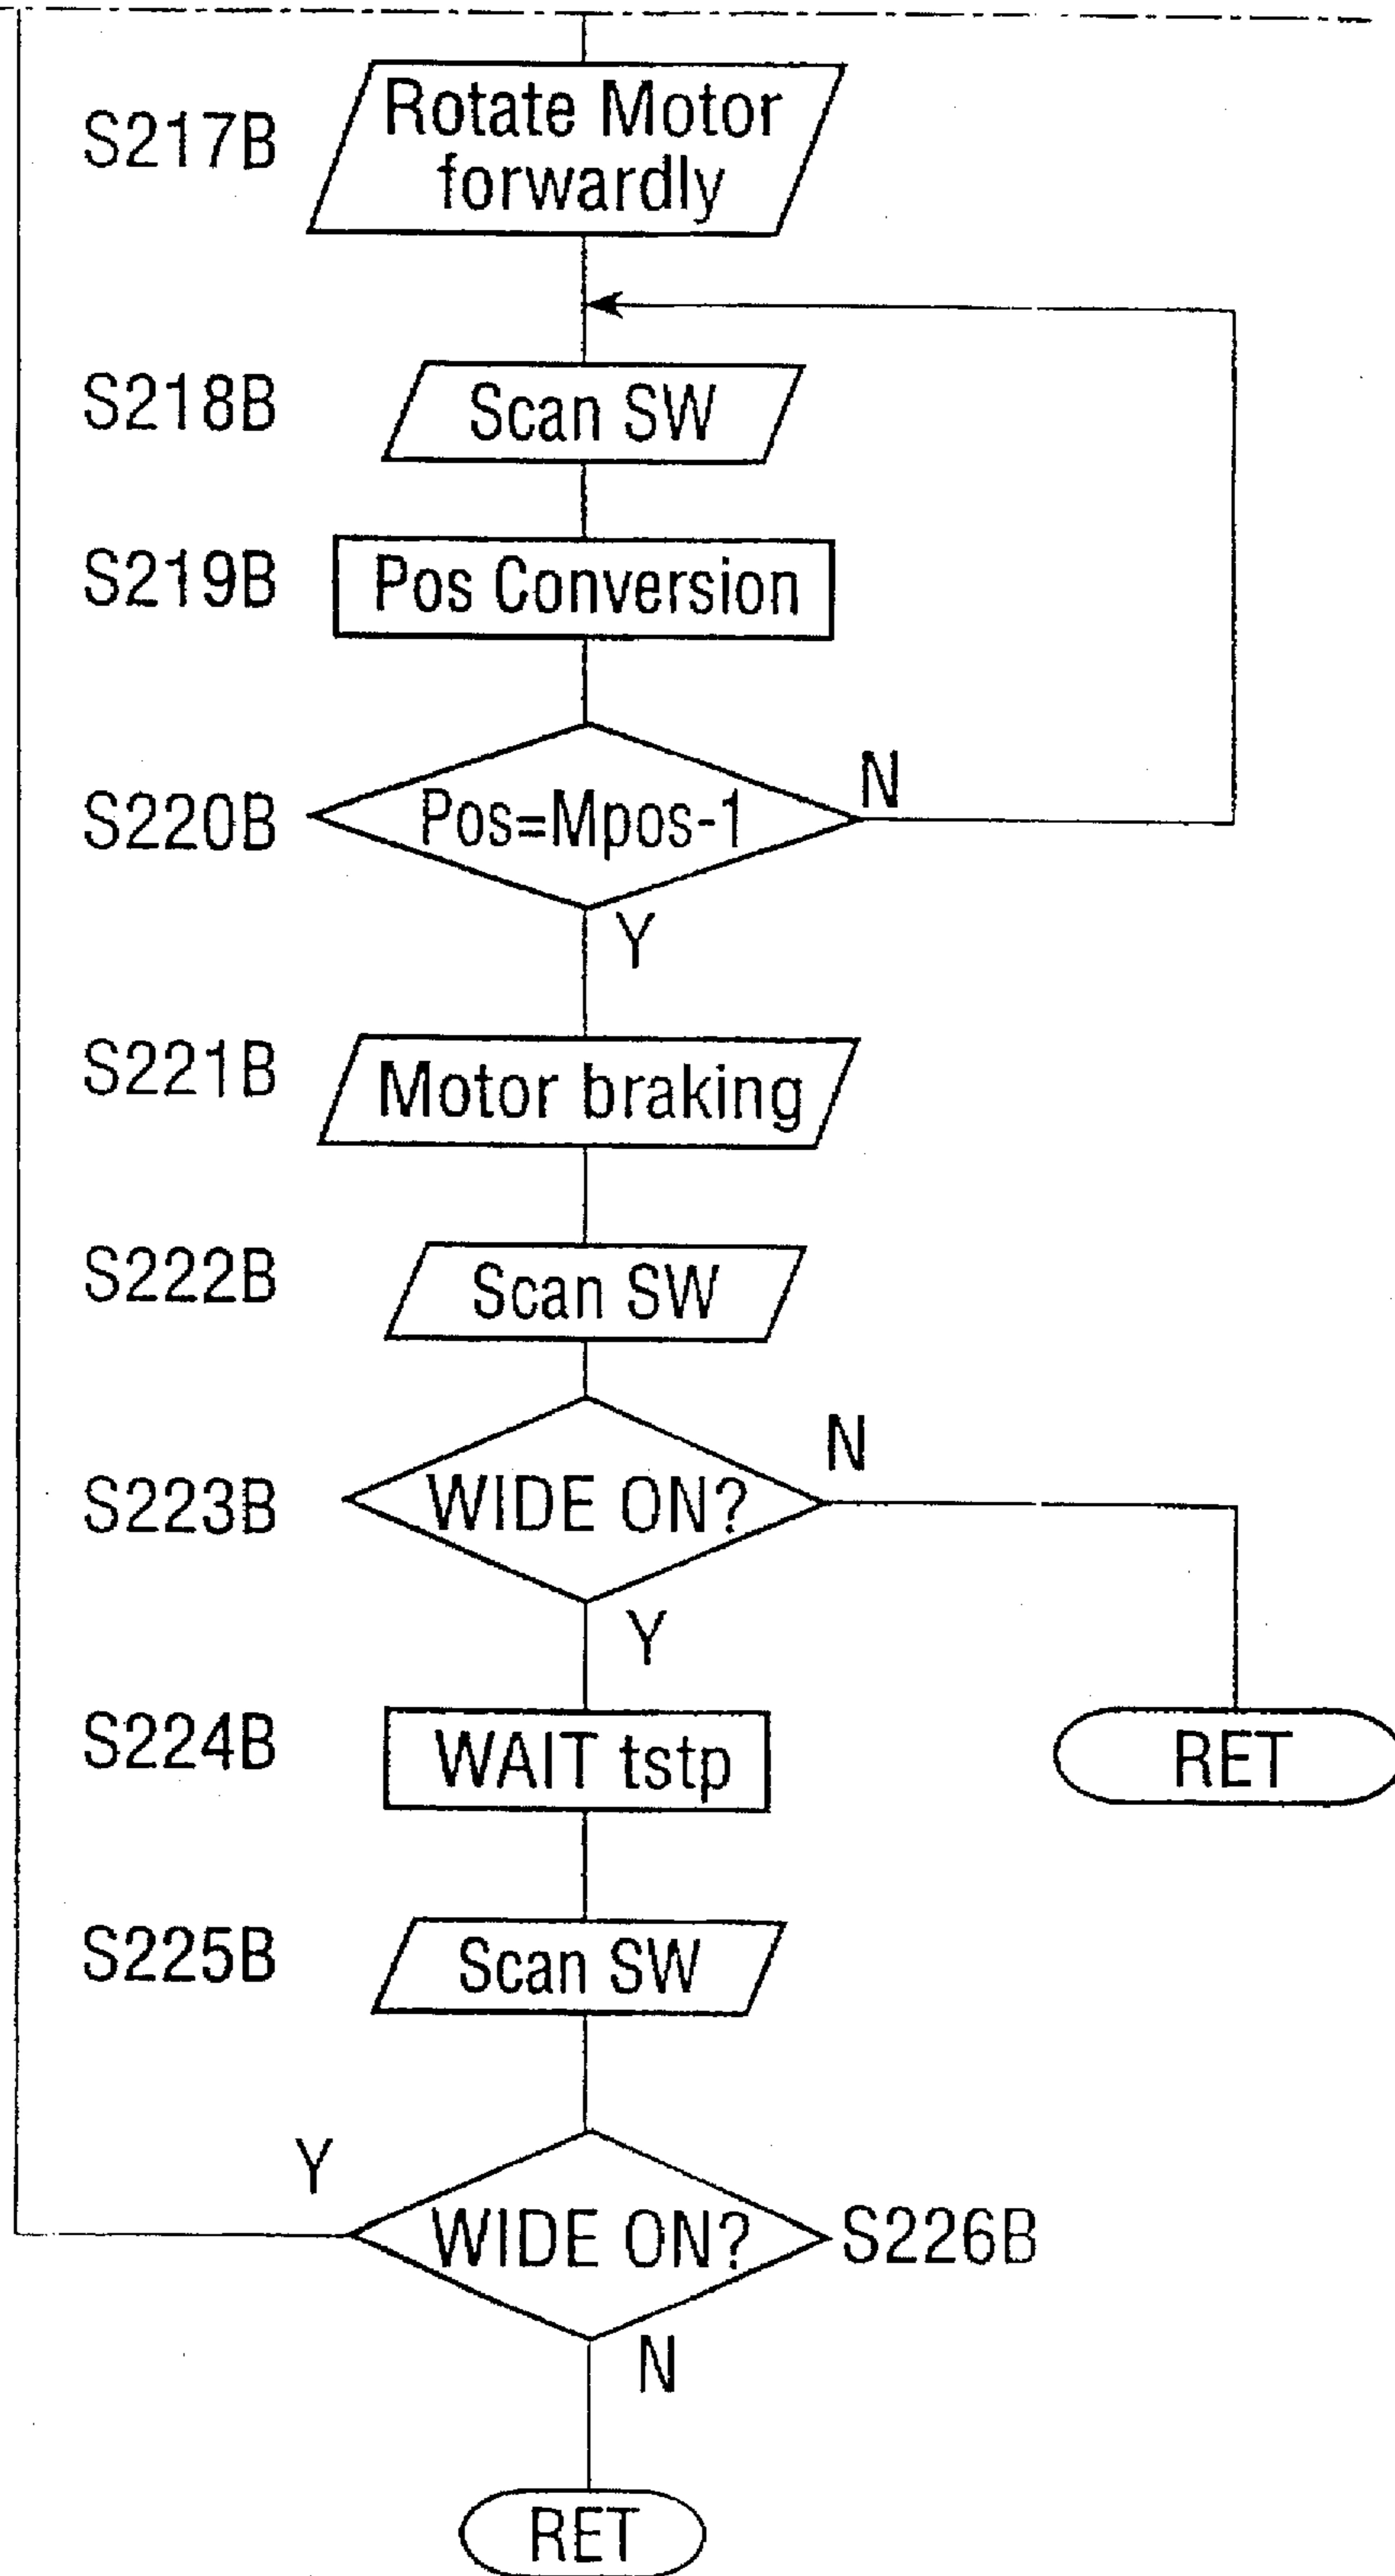 S217B
Rotate Motor
forwardly
S218B
Scan SW
S219B
Pos Conversion
S220B
Pos=Mpos-1
N
Y
S221B
Motor braking
S222B
Scan SW
S223B
WIDE ON?
N
Y
S224B
WAIT tstp
RET
S225B
Scan SW
Y
WIDE ON?
S226B
N
RET